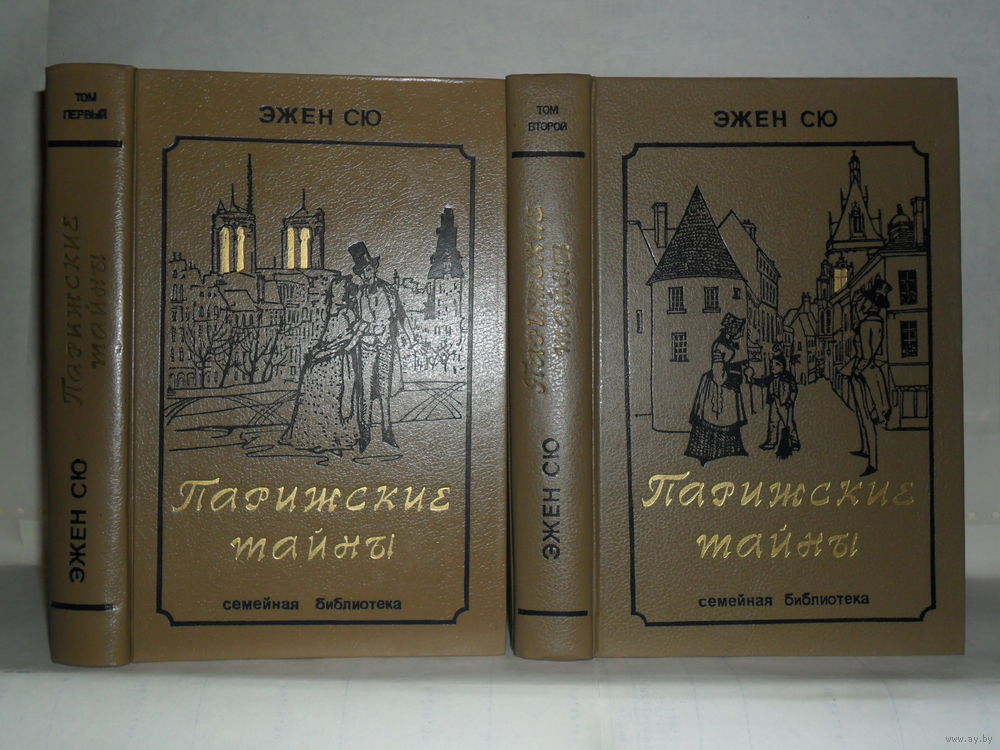 ТОМ
ПЕРВЫЙ
Парижские
тайны
ЭЖЕН СЮ
ЭЖЕН СЮ
Парижские
тайны
семейная библиотека
ТОМ
ВТОРОЙ
Парижские
тайны
ЭЖЕН СЮ
ЭЖЕН СЮ
Парижские
тайны
семейная библиотека
www.ay.by